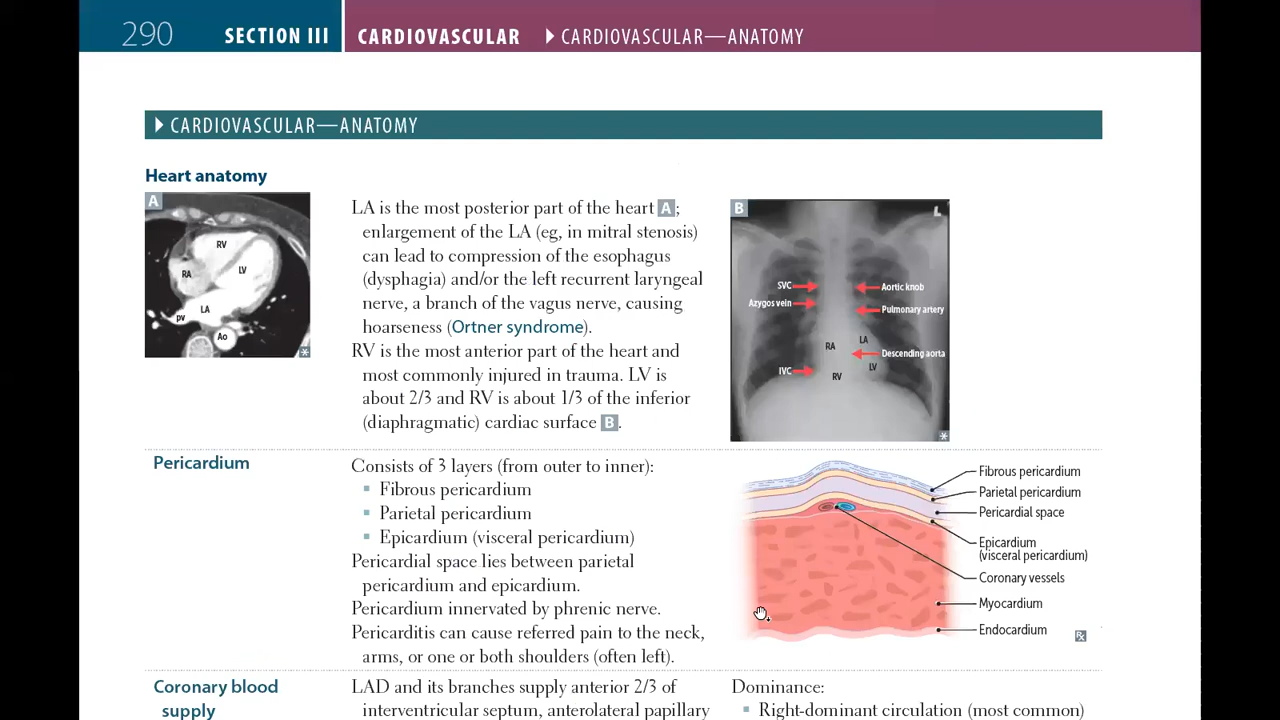 290 SECTION III CARDIOVASCULAR ▶ CARDIOVASCULAR—ANATOMY
▶ CARDIOVASCULAR—ANATOMY
Heart anatomy
A
RV
RA
LV
LA
pv
Ao
*
LA is the most posterior part of the heart A;
enlargement of the LA (eg, in mitral stenosis)
can lead to compression of the esophagus
(dysphagia) and/or the left recurrent laryngeal
nerve, a branch of the vagus nerve, causing
hoarseness (Ortner syndrome).
RV is the most anterior part of the heart and
most commonly injured in trauma. LV is
about 2/3 and RV is about 1/3 of the inferior
(diaphragmatic) cardiac surface B.
B
L
SVC
Aortic knob
Azygos vein
Pulmonary artery
LA
RA
Descending aorta
LV
IVC
RV
*
Pericardium
Consists of 3 layers (from outer to inner):
▪ Fibrous pericardium
▪ Parietal pericardium
▪ Epicardium (visceral pericardium)
Pericardial space lies between parietal
pericardium and epicardium.
Pericardium innervated by phrenic nerve.
Pericarditis can cause referred pain to the neck,
arms, or one or both shoulders (often left).
Fibrous pericardium
Parietal pericardium
Pericardial space
Epicardium
(visceral pericardium)
Coronary vessels
Myocardium
Endocardium
Rx
Coronary blood
supply
LAD and its branches supply anterior 2/3 of
interventricular septum, anterolateral papillary
Dominance:
▪ Right-dominant circulation (most common)